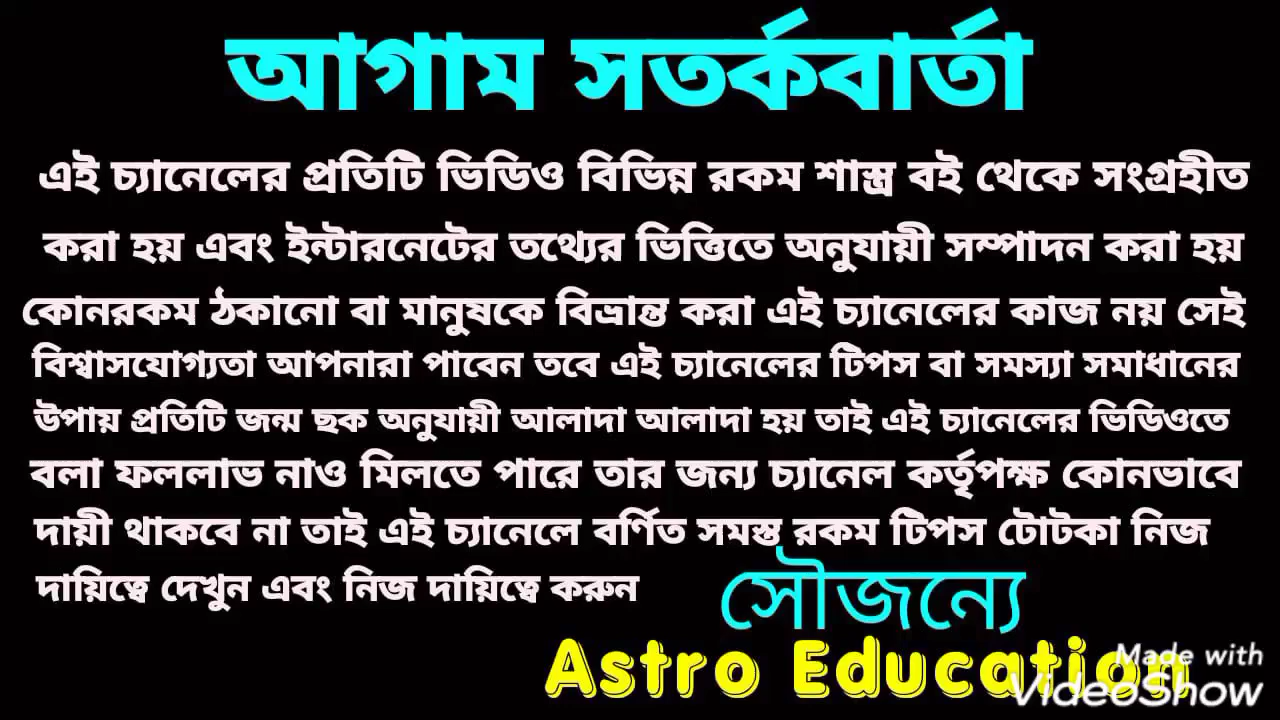 আগাম সতর্কবার্তা
এই চ্যানেলের প্রতিটি ভিডিও বিভিন্ন রকম শাস্ত্র বই থেকে সংগ্রহীত
করা হয় এবং ইন্টারনেটের তথ্যের ভিত্তিতে অনুযায়ী সম্পাদন করা হয়
কোনরকম ঠকানো বা মানুষকে বিভ্রান্ত করা এই চ্যানেলের কাজ নয় সেই
বিশ্বাসযোগ্যতা আপনারা পাবেন তবে এই চ্যানেলের টিপস বা সমস্যা সমাধানের
উপায় প্রতিটি জন্ম ছক অনুযায়ী আলাদা আলাদা হয় তাই এই চ্যানেলের ভিডিওতে
বলা ফললাভ নাও মিলতে পারে তার জন্য চ্যানেল কর্তৃপক্ষ কোনভাবে
দায়ী থাকবে না তাই এই চ্যানেলে বর্ণিত সমস্ত রকম টিপস টোটকা নিজ
দায়িত্বে দেখুন এবং নিজ দায়িত্বে করুন
সৌজন্যে
Astro Education
Made with
VideoShow